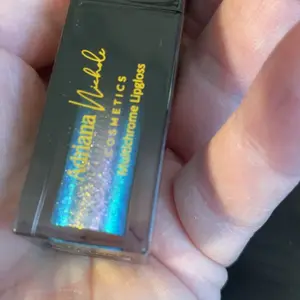 Adriana Nichole
COSMETICS
Multichrome Lipgloss